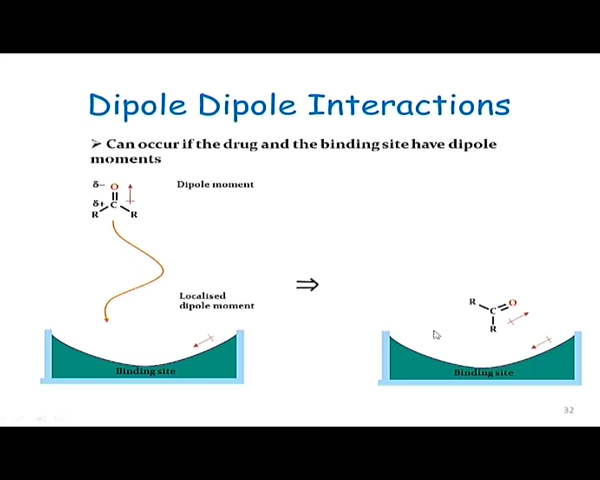 Dipole Dipole Interactions
➢ Can occur if the drug and the binding site have dipole
moments
δ− O
Dipole moment
δ+ C
R R
Localised
dipole moment
⇒
R C O
R
Binding site
Binding site
32